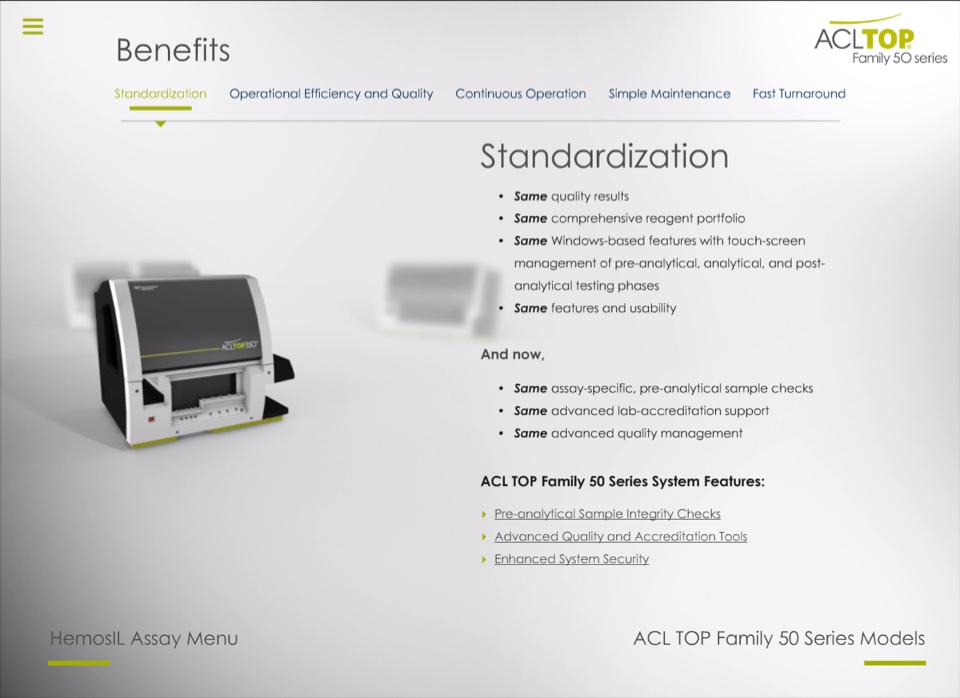 ACLTOP
Family 50 series
Benefits
Standardization Operational Efficiency and Quality Continuous Operation Simple Maintenance Fast Turnaround
Standardization
• Same quality results
• Same comprehensive reagent portfolio
• Same Windows-based features with touch-screen
management of pre-analytical, analytical, and post-
analytical testing phases
• Same features and usability
And now,
• Same assay-specific, pre-analytical sample checks
• Same advanced lab-accreditation support
• Same advanced quality management
ACL TOP Family 50 Series System Features:
Pre-analytical Sample Integrity Checks
Advanced Quality and Accreditation Tools
Enhanced System Security
ACLTOP350
HemosIL Assay Menu
ACL TOP Family 50 Series Models